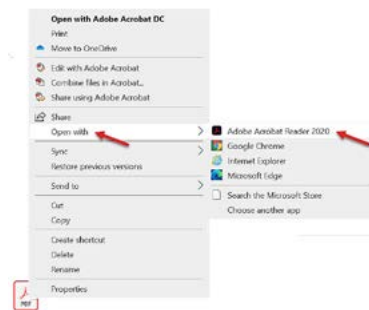 Open with Adobe Acrobat DC
Print
Move to OneDrive
Edit with Adobe Acrobat
Combine files in Acrobat...
Share using Adobe Acrobat
Share
Open with
Sync
Restore previous versions
Send to
Cut
Copy
Create shortcut
Delete
Rename
Properties
Adobe Acrobat Reader 2020
Google Chrome
Internet Explorer
Microsoft Edge
Search the Microsoft Store
Choose another app
PDF